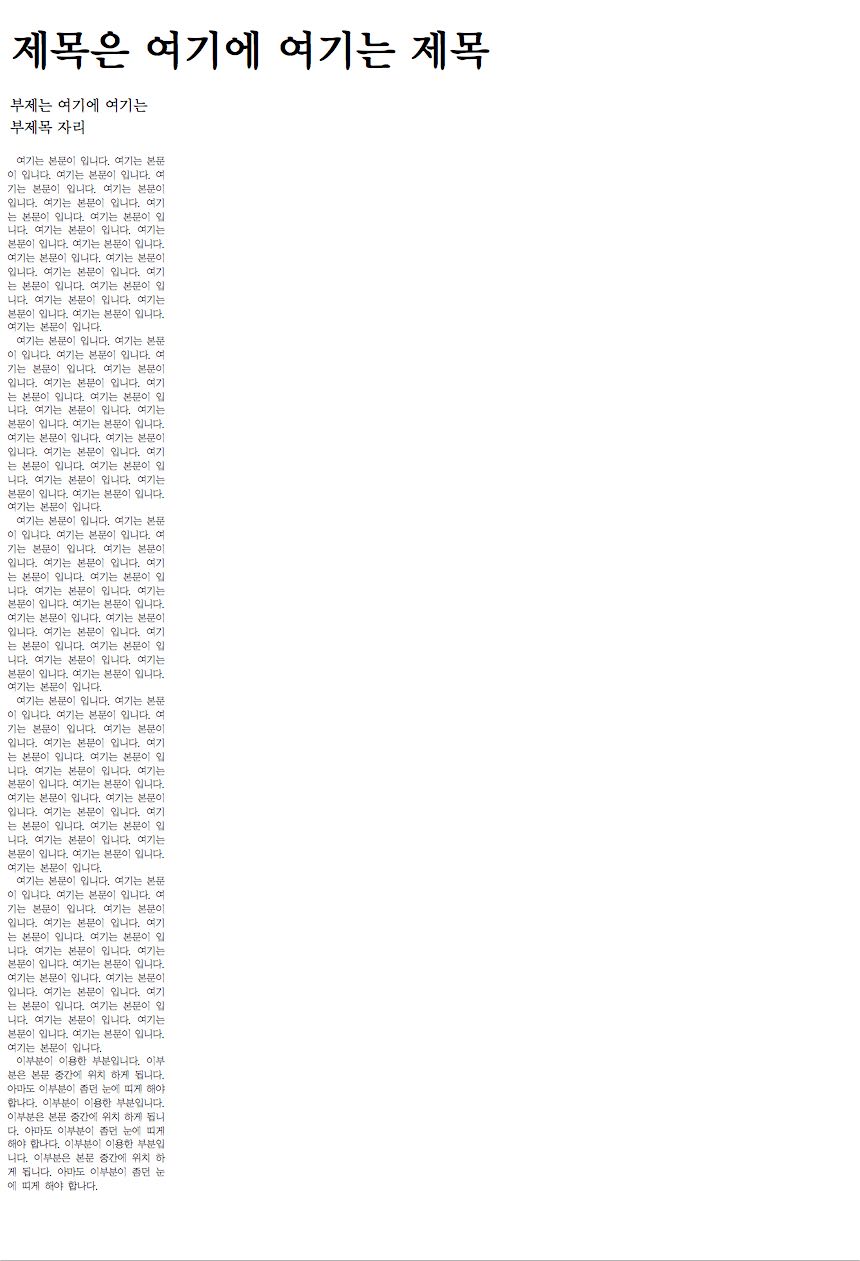 제목은 여기에 여기는 제목
부제는 여기에 여기는
부제목 자리
여기는 본문이 입니다. 여기는 본문
이 입니다. 여기는 본문이 입니다. 여
기는 본문이 입니다. 여기는 본문이
입니다. 여기는 본문이 입니다. 여기
는 본문이 입니다. 여기는 본문이 입
니다. 여기는 본문이 입니다. 여기는
본문이 입니다. 여기는 본문이 입니다.
여기는 본문이 입니다. 여기는 본문이
입니다. 여기는 본문이 입니다. 여기
는 본문이 입니다. 여기는 본문이 입
니다. 여기는 본문이 입니다. 여기는
본문이 입니다. 여기는 본문이 입니다.
여기는 본문이 입니다.
여기는 본문이 입니다. 여기는 본문
이 입니다. 여기는 본문이 입니다. 여
기는 본문이 입니다. 여기는 본문이
입니다. 여기는 본문이 입니다. 여기
는 본문이 입니다. 여기는 본문이 입
니다. 여기는 본문이 입니다. 여기는
본문이 입니다. 여기는 본문이 입니다.
여기는 본문이 입니다. 여기는 본문이
입니다. 여기는 본문이 입니다. 여기
는 본문이 입니다. 여기는 본문이 입
니다. 여기는 본문이 입니다. 여기는
본문이 입니다. 여기는 본문이 입니다.
여기는 본문이 입니다.
여기는 본문이 입니다. 여기는 본문
이 입니다. 여기는 본문이 입니다. 여
기는 본문이 입니다. 여기는 본문이
입니다. 여기는 본문이 입니다. 여기
는 본문이 입니다. 여기는 본문이 입
니다. 여기는 본문이 입니다. 여기는
본문이 입니다. 여기는 본문이 입니다.
여기는 본문이 입니다. 여기는 본문이
입니다. 여기는 본문이 입니다. 여기
는 본문이 입니다. 여기는 본문이 입
니다. 여기는 본문이 입니다. 여기는
본문이 입니다. 여기는 본문이 입니다.
여기는 본문이 입니다.
여기는 본문이 입니다. 여기는 본문
이 입니다. 여기는 본문이 입니다. 여
기는 본문이 입니다. 여기는 본문이
입니다. 여기는 본문이 입니다. 여기
는 본문이 입니다. 여기는 본문이 입
니다. 여기는 본문이 입니다. 여기는
본문이 입니다. 여기는 본문이 입니다.
여기는 본문이 입니다. 여기는 본문이
입니다. 여기는 본문이 입니다. 여기
는 본문이 입니다. 여기는 본문이 입
니다. 여기는 본문이 입니다. 여기는
본문이 입니다. 여기는 본문이 입니다.
여기는 본문이 입니다.
여기는 본문이 입니다. 여기는 본문
이 입니다. 여기는 본문이 입니다. 여
기는 본문이 입니다. 여기는 본문이
입니다. 여기는 본문이 입니다. 여기
는 본문이 입니다. 여기는 본문이 입
니다. 여기는 본문이 입니다. 여기는
본문이 입니다. 여기는 본문이 입니다.
여기는 본문이 입니다. 여기는 본문이
입니다. 여기는 본문이 입니다. 여기
는 본문이 입니다. 여기는 본문이 입
니다. 여기는 본문이 입니다. 여기는
본문이 입니다. 여기는 본문이 입니다.
여기는 본문이 입니다.
이부분이 이용한 부분입니다. 이부
분은 본문 중간에 위치 하게 됩니다.
아마도 이부분이 좀던 눈에 띠게 해야
합나다. 이부분이 이용한 부분입니다.
이부분은 본문 중간에 위치 하게 됩니
다. 아마도 이부분이 좀던 눈에 띠게
해야 합나다. 이부분이 이용한 부분입
니다. 이부분은 본문 중간에 위치 하
게 됩니다. 아마도 이부분이 좀던 눈
에 띠게 해야 합나다.